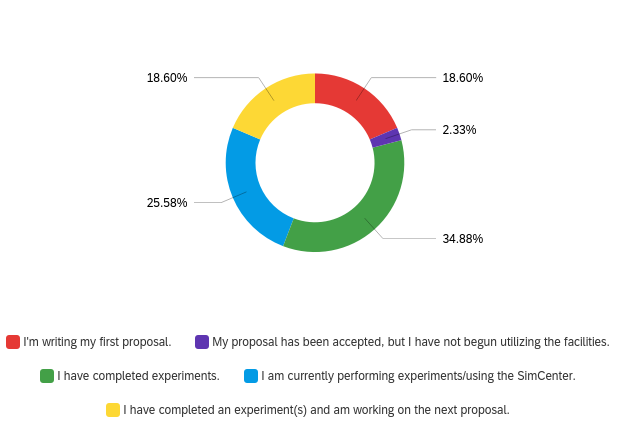 18.60% 18.60%
2.33%
25.58%
34.88%
I'm writing my first proposal. My proposal has been accepted, but I have not begun utilizing the facilities.
I have completed experiments. I am currently performing experiments/using the SimCenter.
I have completed an experiment(s) and am working on the next proposal.